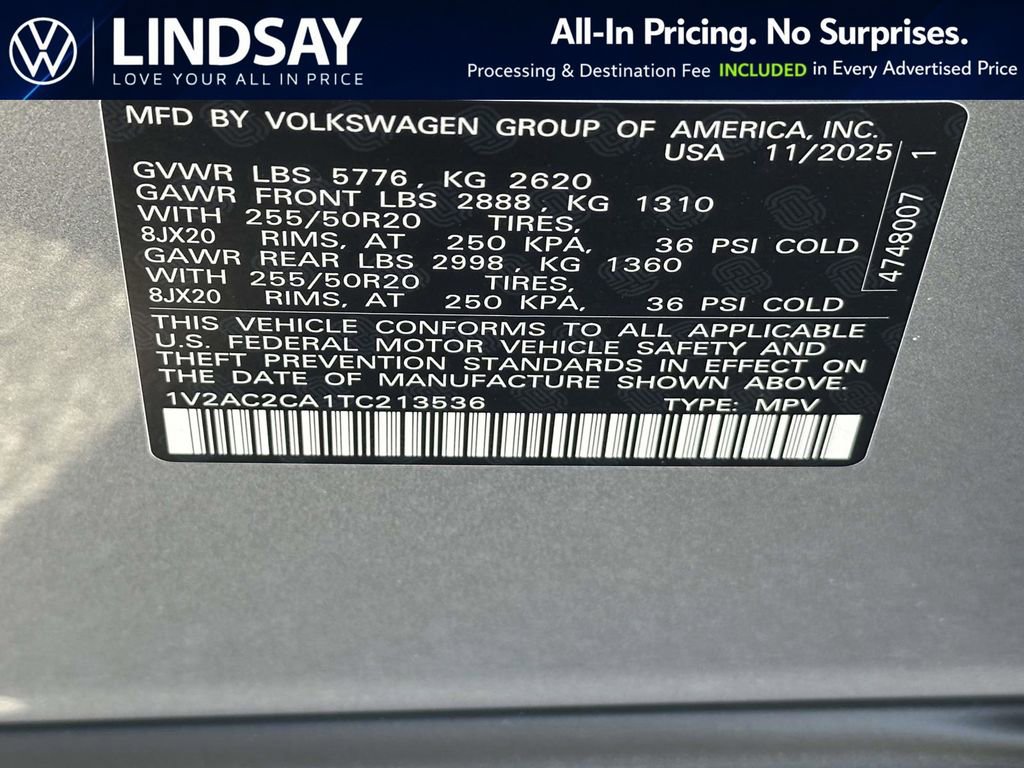 LINDSAY
LOVE YOUR ALL IN PRICE
All-In Pricing. No Surprises.
Processing & Destination Fee INCLUDED in Every Advertised Price
MFD BY VOLKSWAGEN GROUP OF AMERICA, INC.
USA 11/2025
GVWR LBS 5776, KG 2620
GAWR FRONT LBS 2888, KG 1310
WITH 255/50R20 TIRES,
8JX20 RIMS, AT 250 KPA, 36 PSI COLD
GAWR REAR LBS 2998, KG 1360
WITH 255/50R20 TIRES,
8JX20 RIMS, AT 250 KPA, 36 PSI COLD
THIS VEHICLE CONFORMS TO ALL APPLICABLE
U.S. FEDERAL MOTOR VEHICLE SAFETY AND
THEFT PREVENTION STANDARDS IN EFFECT ON
THE DATE OF MANUFACTURE SHOWN ABOVE.
1V2AC2CA1TC213536 TYPE: MPV
4748007 1